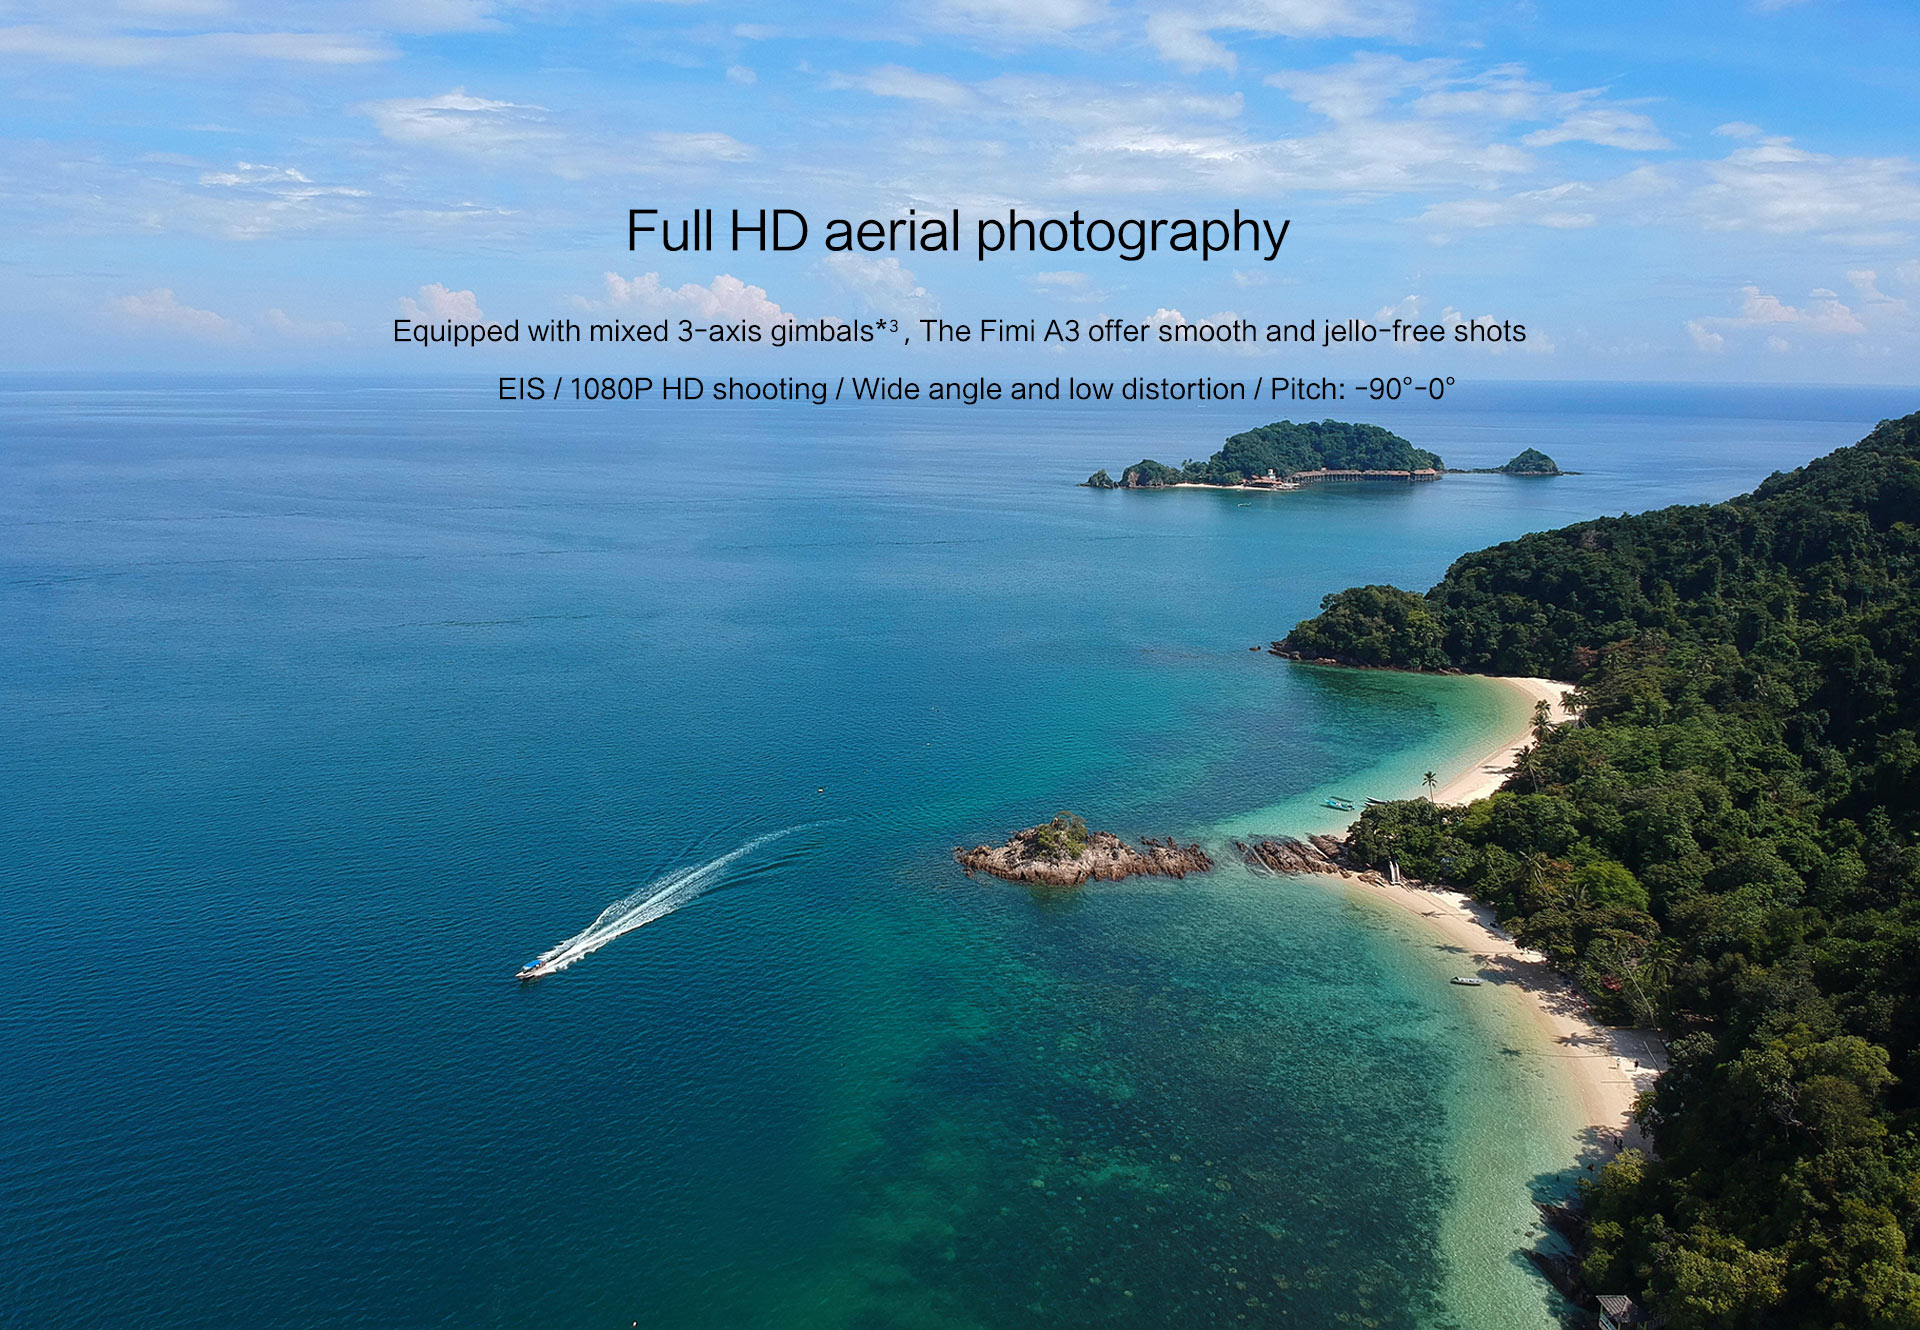 Full HD aerial photography
Equipped with mixed 3-axis gimbals*³, The Fimi A3 offer smooth and jello-free shots
EIS / 1080P HD shooting / Wide angle and low distortion / Pitch: -90°-0°